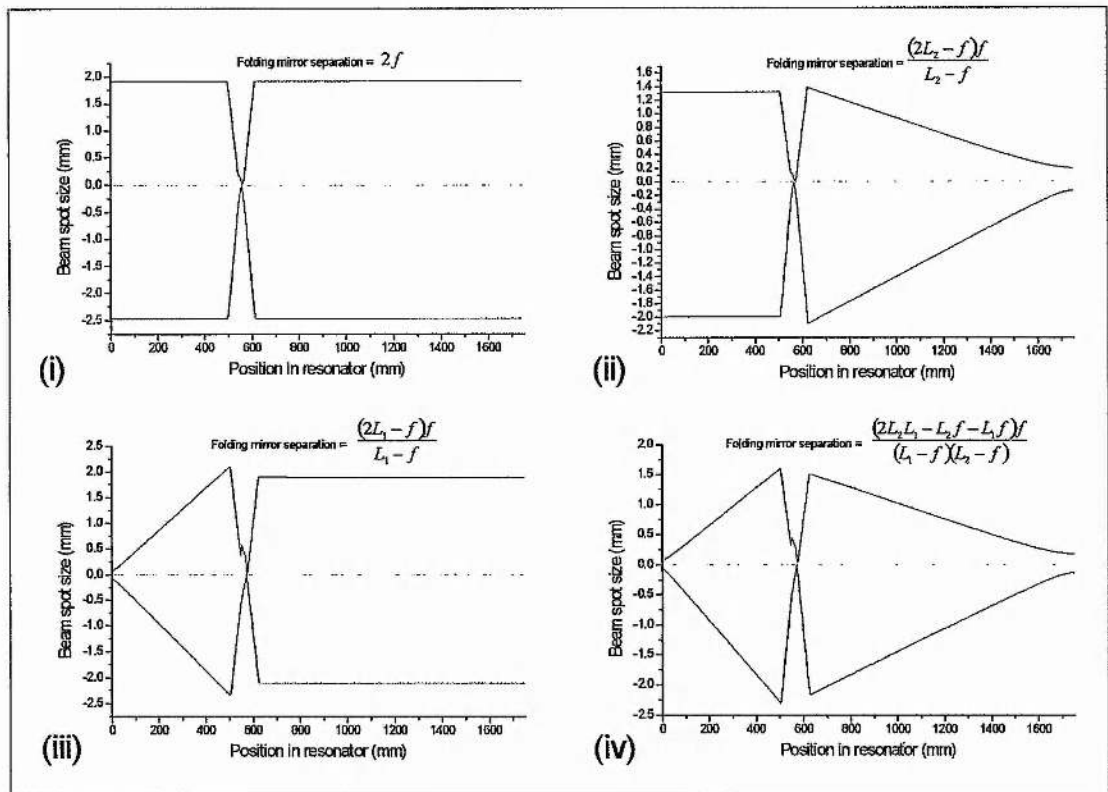 Folding mirror separation = 2f
Beam spot size (mm)
2.0
1.5
1.0
0.5
0.0
-0.5
-1.0
-1.5
-2.0
-2.5
0 200 400 600 800 1000 1200 1400 1600
Position in resonator (mm)
(i)
Folding mirror separation = (2L₂ − f)f / L₂ − f
Beam spot size (mm)
1.6
1.4
1.2
1.0
0.8
0.6
0.4
0.2
0.0
-0.2
-0.4
-0.6
-0.8
-1.0
-1.2
-1.4
-1.6
-1.8
-2.0
-2.2
0 200 400 600 800 1000 1200 1400 1600
Position in resonator (mm)
(ii)
Folding mirror separation = (2L₁ − f)f / L₁ − f
Beam spot size (mm)
2.5
2.0
1.5
1.0
0.5
0.0
-0.5
-1.0
-1.5
-2.0
-2.5
0 200 400 600 800 1000 1200 1400 1600
Position in resonator (mm)
(iii)
Folding mirror separation = (2L₂L₁ − L₂f − L₁f)f / (L₁ − f)(L₂ − f)
Beam spot size (mm)
2.0
1.5
1.0
0.5
0.0
-0.5
-1.0
-1.5
-2.0
-2.5
0 200 400 600 800 1000 1200 1400 1600
Position in resonator (mm)
(iv)